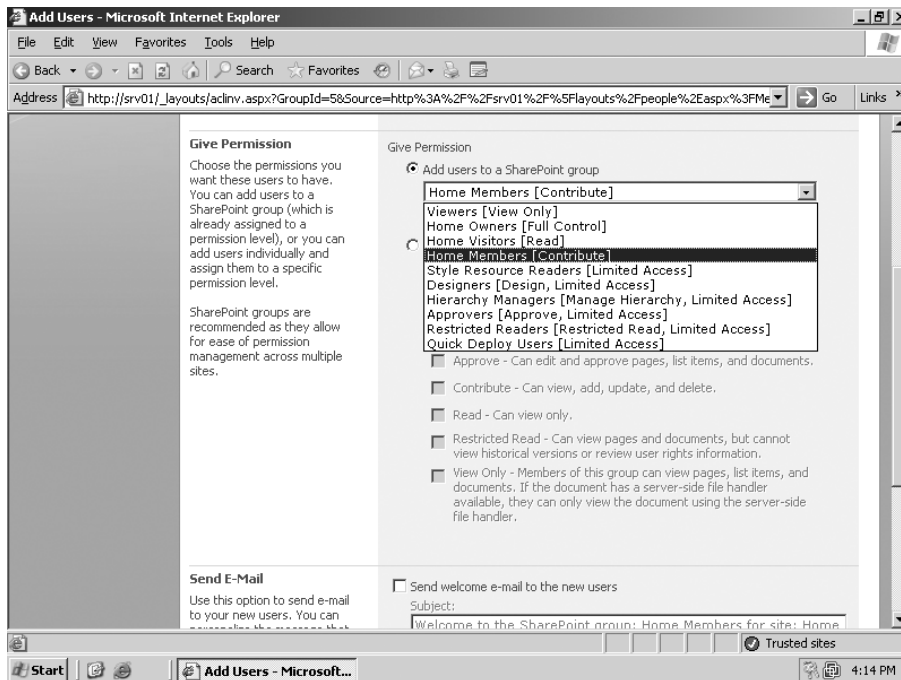 Add Users - Microsoft Internet Explorer
File Edit View Favorites Tools Help
Back Search Favorites
Address http://srv01/_layouts/aclinv.aspx?GroupId=5&Source=http%3A%2F%2Fsrv01%2F%5Flayouts%2Fpeople%2Easpx%3FMe Go Links »
Give Permission
Choose the permissions you
want these users to have.
You can add users to a
SharePoint group (which is
already assigned to a
permission level), or you can
add users individually and
assign them to a specific
permission level.
SharePoint groups are
recommended as they allow
for ease of permission
management across multiple
sites.
Give Permission
Add users to a SharePoint group
Home Members [Contribute]
Viewers [View Only]
Home Owners [Full Control]
Home Visitors [Read]
Home Members [Contribute]
Style Resource Readers [Limited Access]
Designers [Design, Limited Access]
Hierarchy Managers [Manage Hierarchy, Limited Access]
Approvers [Approve, Limited Access]
Restricted Readers [Restricted Read, Limited Access]
Quick Deploy Users [Limited Access]
Approve - Can edit and approve pages, list items, and documents.
Contribute - Can view, add, update, and delete.
Read - Can view only.
Restricted Read - Can view pages and documents, but cannot
view historical versions or review user rights information.
View Only - Members of this group can view pages, list items, and
documents. If the document has a server-side file handler
available, they can only view the document using the server-side
file handler.
Send E-Mail
Use this option to send e-mail
to your new users. You can
personalize the message that
Send welcome e-mail to the new users
Subject:
Welcome to the SharePoint group: Home Members for site: Home
Trusted sites
Start Add Users - Microsoft... 4:14 PM